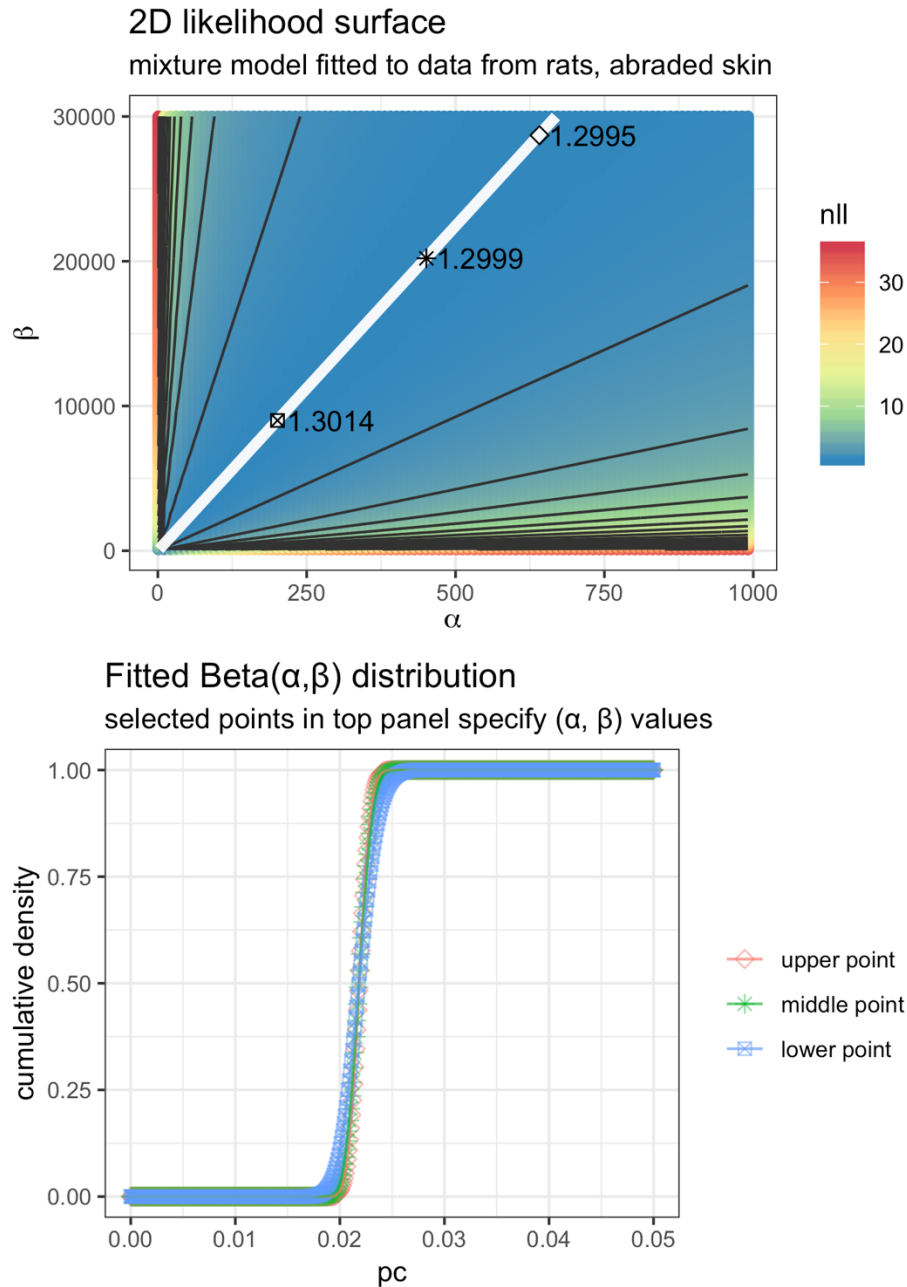 2D likelihood surface
mixture model fitted to data from rats, abraded skin
30000
20000
10000
0
β
1.2995
1.2999
1.3014
0
250
500
750
1000
α
nll
30
20
10
Fitted Beta(α,β) distribution
selected points in top panel specify (α, β) values
1.00
0.75
0.50
0.25
0.00
cumulative density
0.00
0.01
0.02
0.03
0.04
0.05
pc
upper point
middle point
lower point